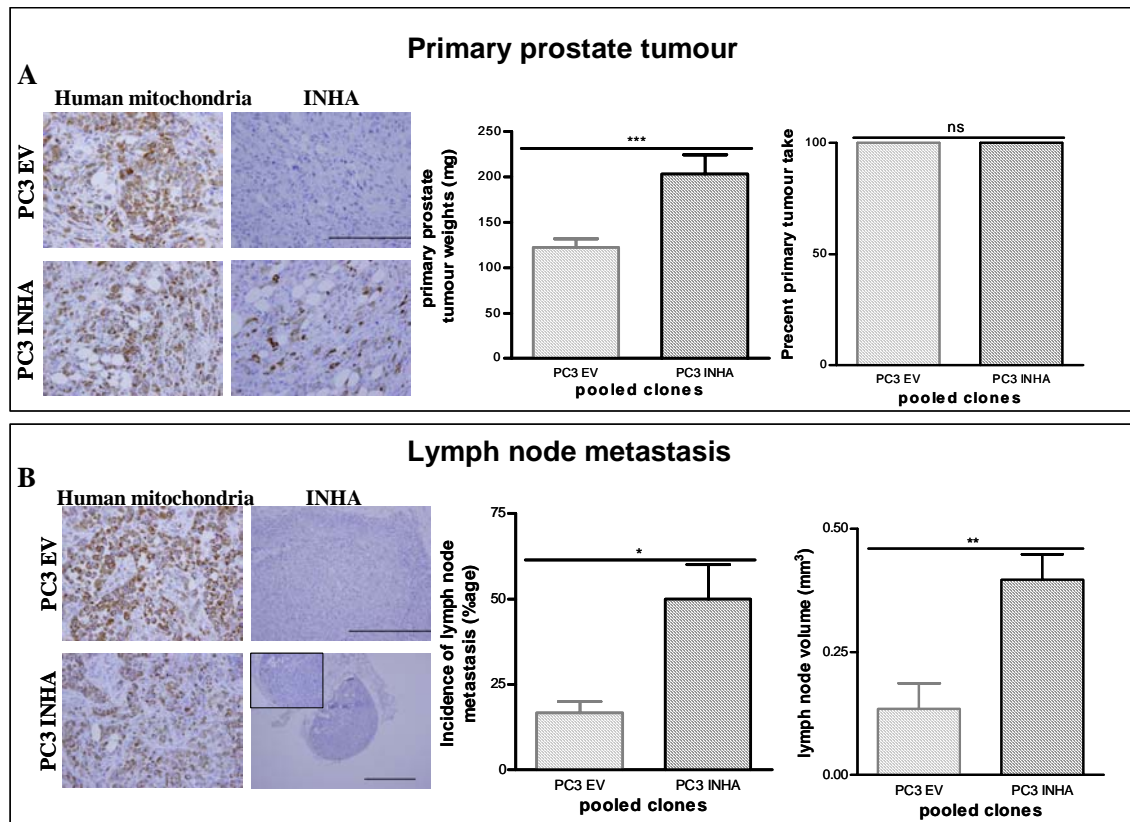 Primary prostate tumour
A
Human mitochondria
INHA
PC3 EV
PC3 INHA
primary prostate
tumour weights (mg)
250
200
150
100
50
0
***
PC3 EV
PC3 INHA
pooled clones
Precent primary tumour take
100
50
0
ns
PC3 EV
PC3 INHA
pooled clones
Lymph node metastasis
B
Human mitochondria
INHA
PC3 EV
PC3 INHA
Incidence of lymph node
metastasis (%age)
75
50
25
0
*
PC3 EV
PC3 INHA
pooled clones
lymph node volume (mm³)
0.50
0.25
0.00
**
PC3 EV
PC3 INHA
pooled clones